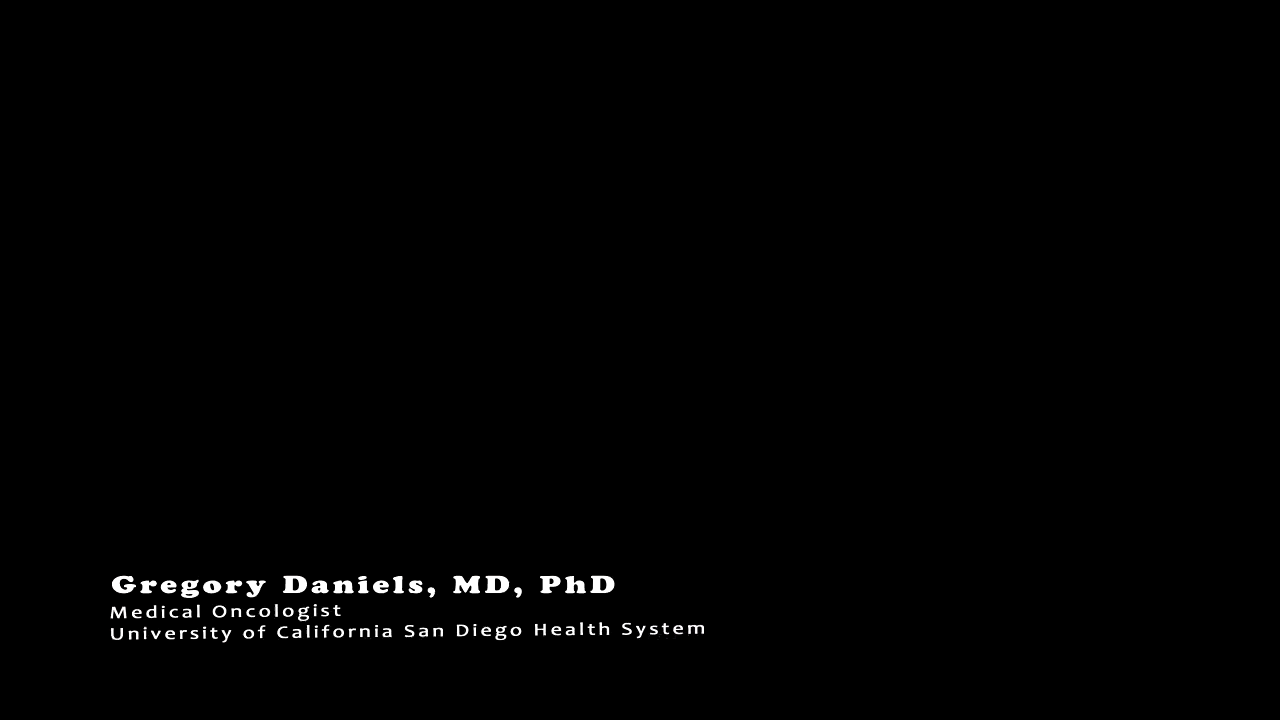 Gregory Daniels, MD, PhD
Medical Oncologist
University of California San Diego Health System